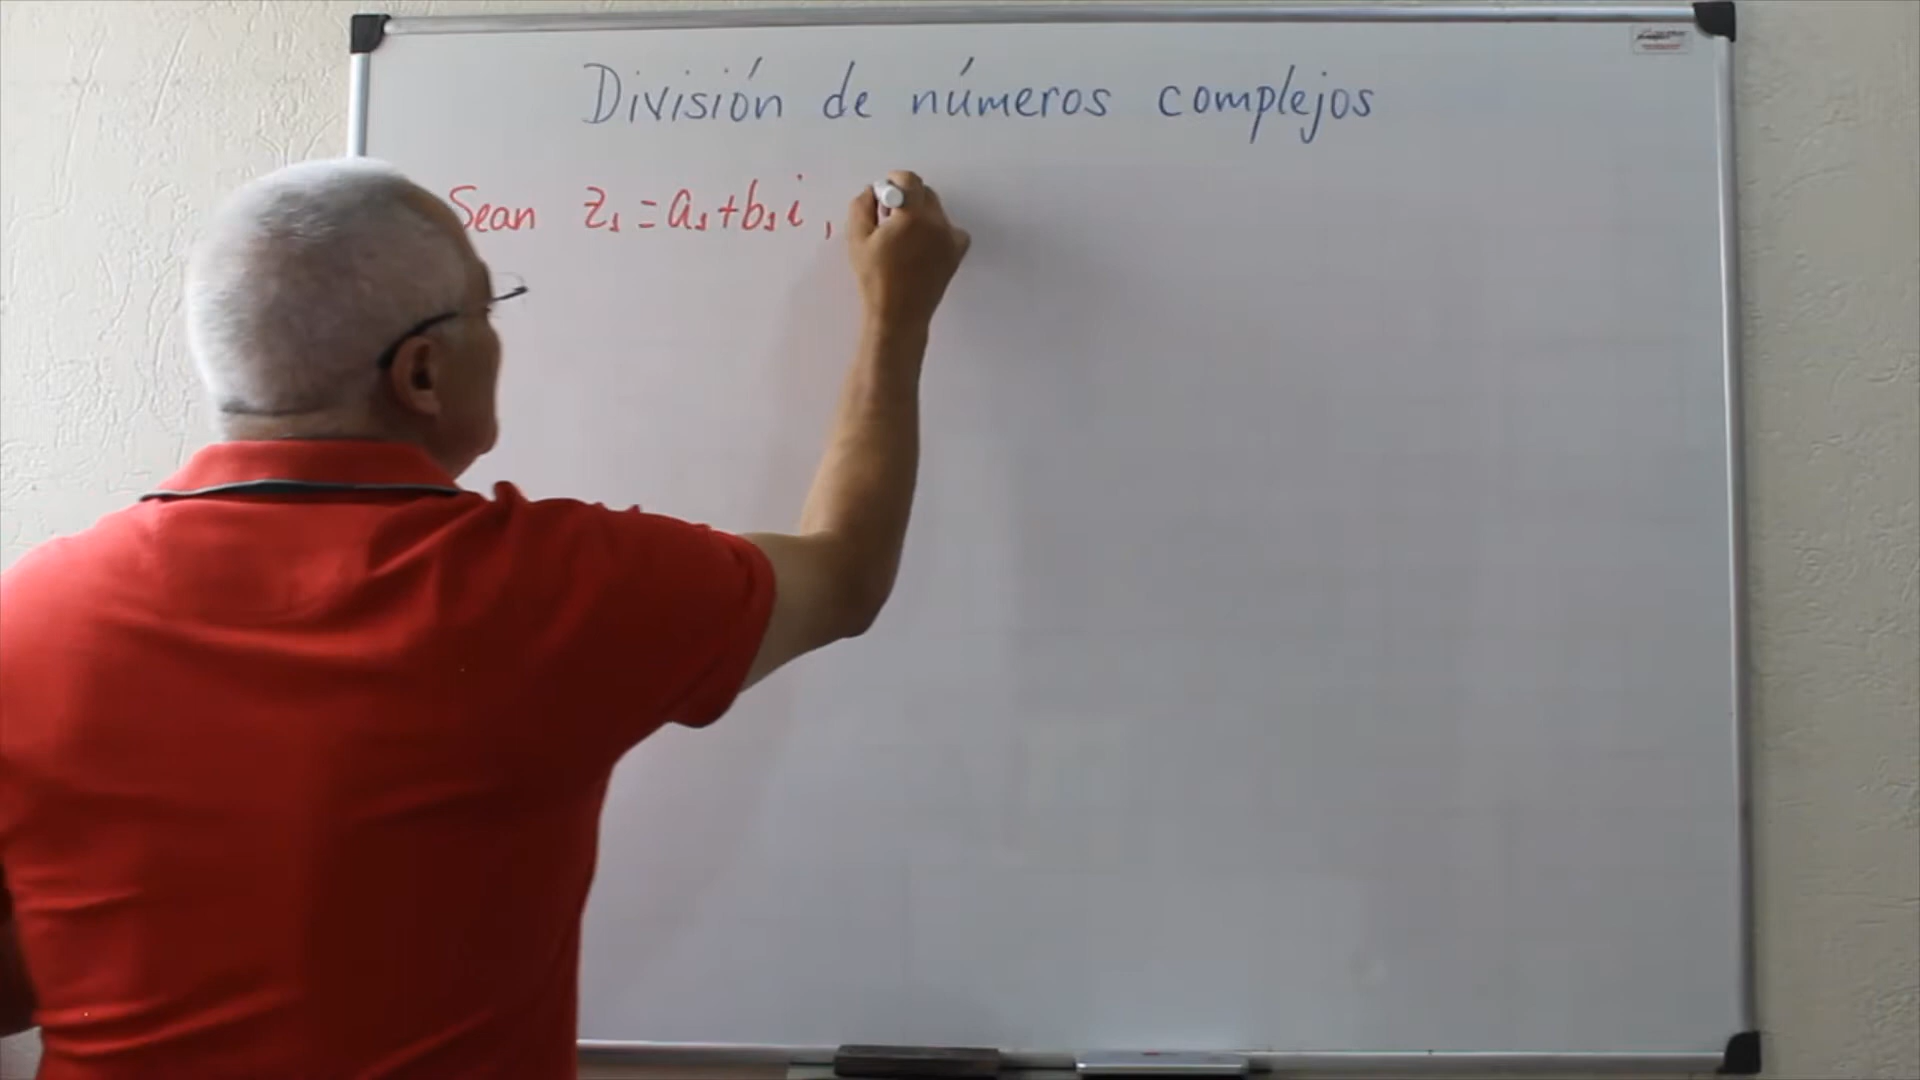 División de números complejos
Sean z₁ = a₁ + b₁i ,